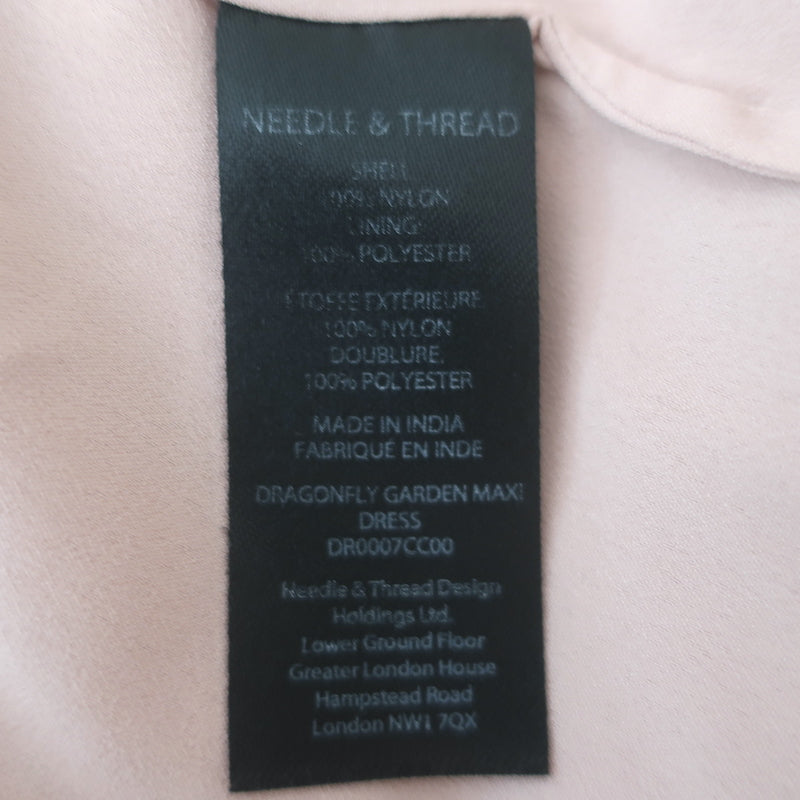 NEEDLE & THREAD
SHELL
100% NYLON
LINING:
100% POLYESTER
ÉTOFFE EXTÉRIEURE
100% NYLON
DOUBLURE:
100% POLYESTER
MADE IN INDIA
FABRIQUÉ EN INDE
DRAGONFLY GARDEN MAXI
DRESS
DR0007CC00
Needle & Thread Design
Holdings Ltd.
Lower Ground Floor
Greater London House
Hampstead Road
London NW1 7QX